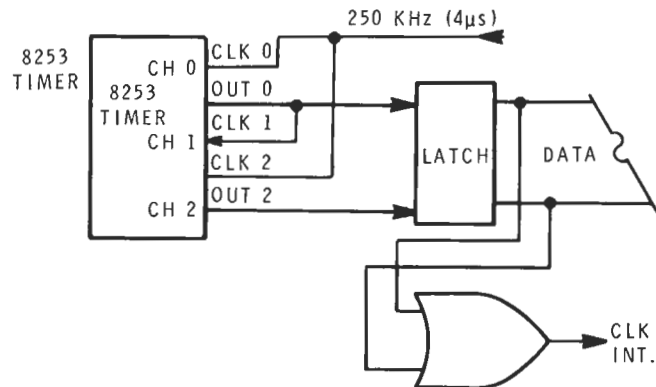 250 KHz (4μs)
8253
TIMER
8253
TIMER
CH 0
CH 1
CH 2
CLK 0
OUT 0
CLK 1
CLK 2
OUT 2
LATCH
DATA
CLK
INT.